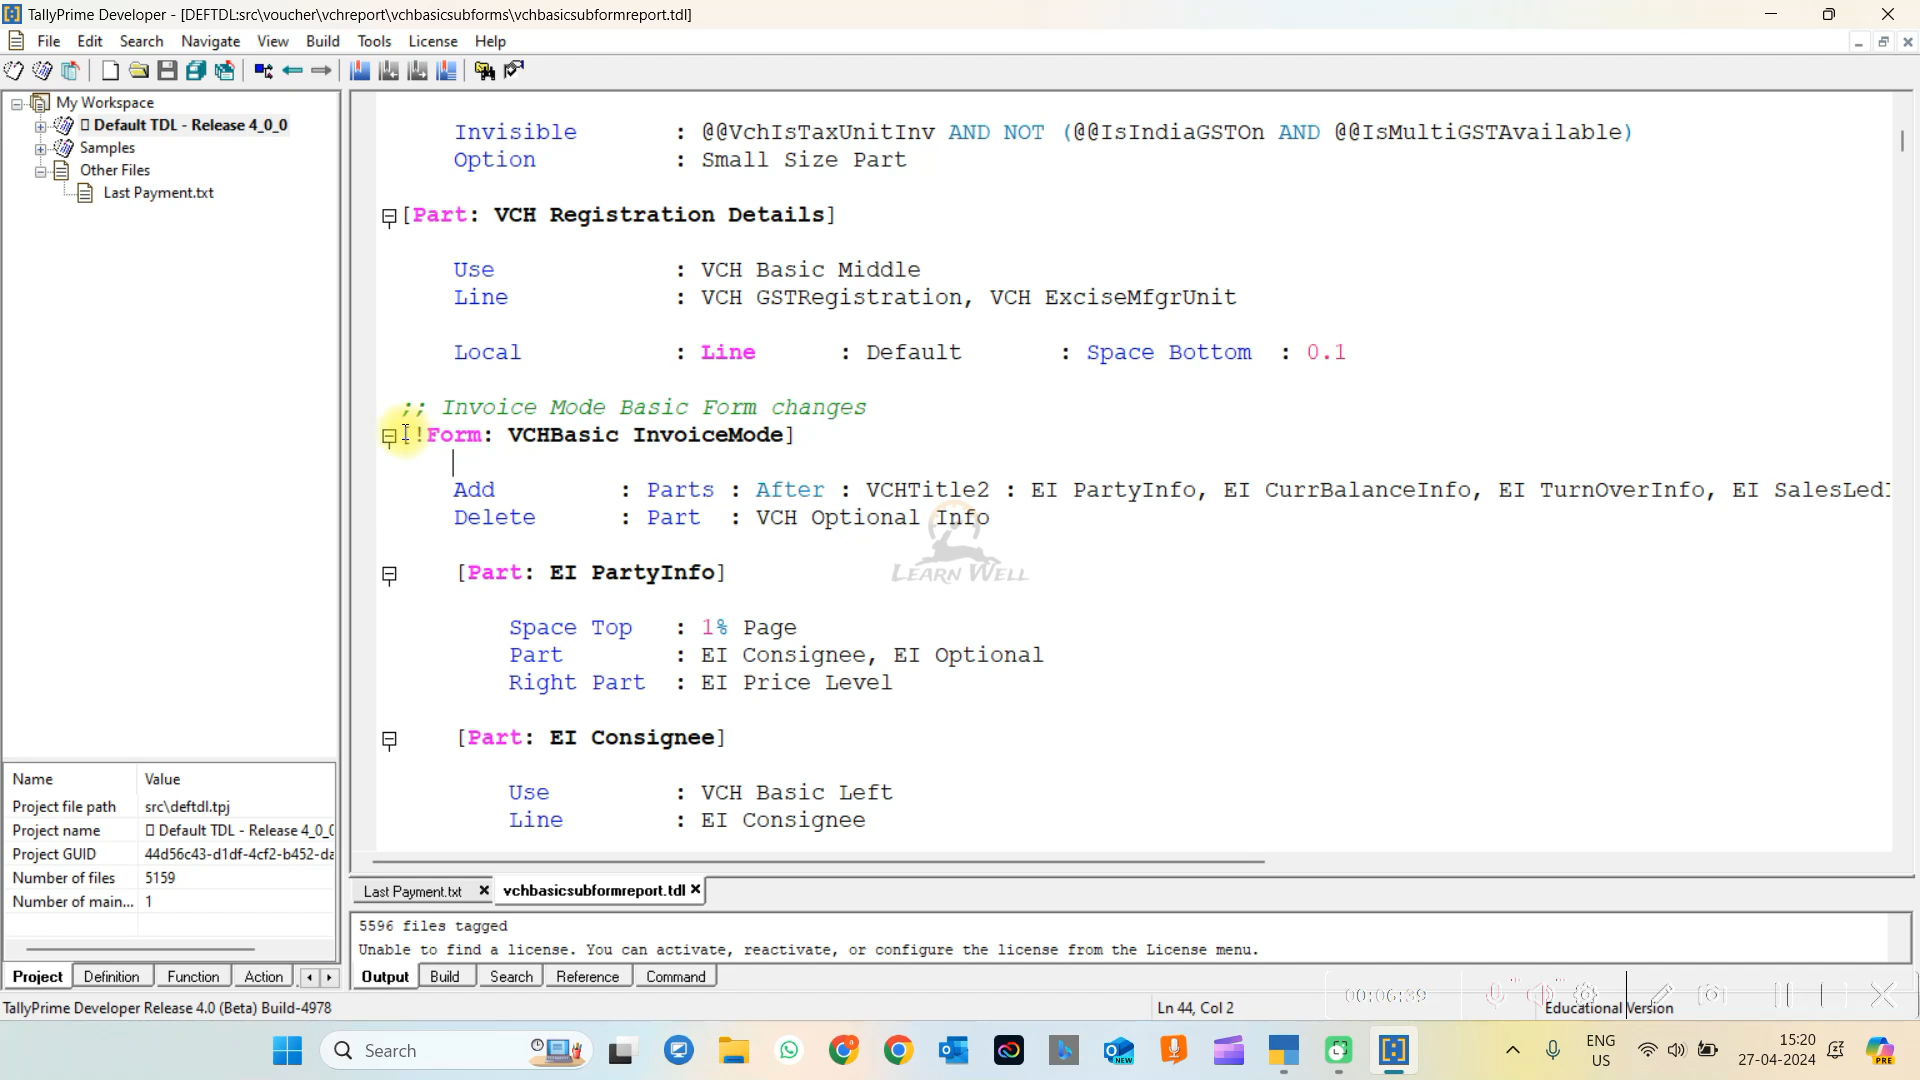 TallyPrime Developer - [DEFTDL:src\voucher\vchreport\vchbasicsubforms\vchbasicsubformreport.tdl]
File Edit Search Navigate View Build Tools License Help
My Workspace
Default TDL - Release 4_0_0
Samples
Other Files
Last Payment.txt
Invisible : @@VchIsTaxUnitInv AND NOT (@@IsIndiaGSTOn AND @@IsMultiGSTAvailable)
Option : Small Size Part
[Part: VCH Registration Details]
Use : VCH Basic Middle
Line : VCH GSTRegistration, VCH ExciseMfgrUnit
Local : Line : Default : Space Bottom : 0.1
;; Invoice Mode Basic Form changes
[!Form: VCHBasic InvoiceMode]
Add : Parts : After : VCHTitle2 : EI PartyInfo, EI CurrBalanceInfo, EI TurnOverInfo, EI SalesLedI
Delete : Part : VCH Optional Info
LEARN WELL
[Part: EI PartyInfo]
Space Top : 1% Page
Part : EI Consignee, EI Optional
Right Part : EI Price Level
[Part: EI Consignee]
Use : VCH Basic Left
Line : EI Consignee
Name Value
Project file path src\deftdl.tpj
Project name Default TDL - Release 4_0_0
Project GUID 44d56c43-d1df-4cf2-b452-da
Number of files 5159
Number of main... 1
Project Definition Function Action
Last Payment.txt vchbasicsubformreport.tdl
5596 files tagged
Unable to find a license. You can activate, reactivate, or configure the license from the License menu.
Output Build Search Reference Command
00:06:39
TallyPrime Developer Release 4.0 (Beta) Build-4978 Ln 44, Col 2 Educational Version
Search
ENG
US
15:20
27-04-2024
NEW
PRE